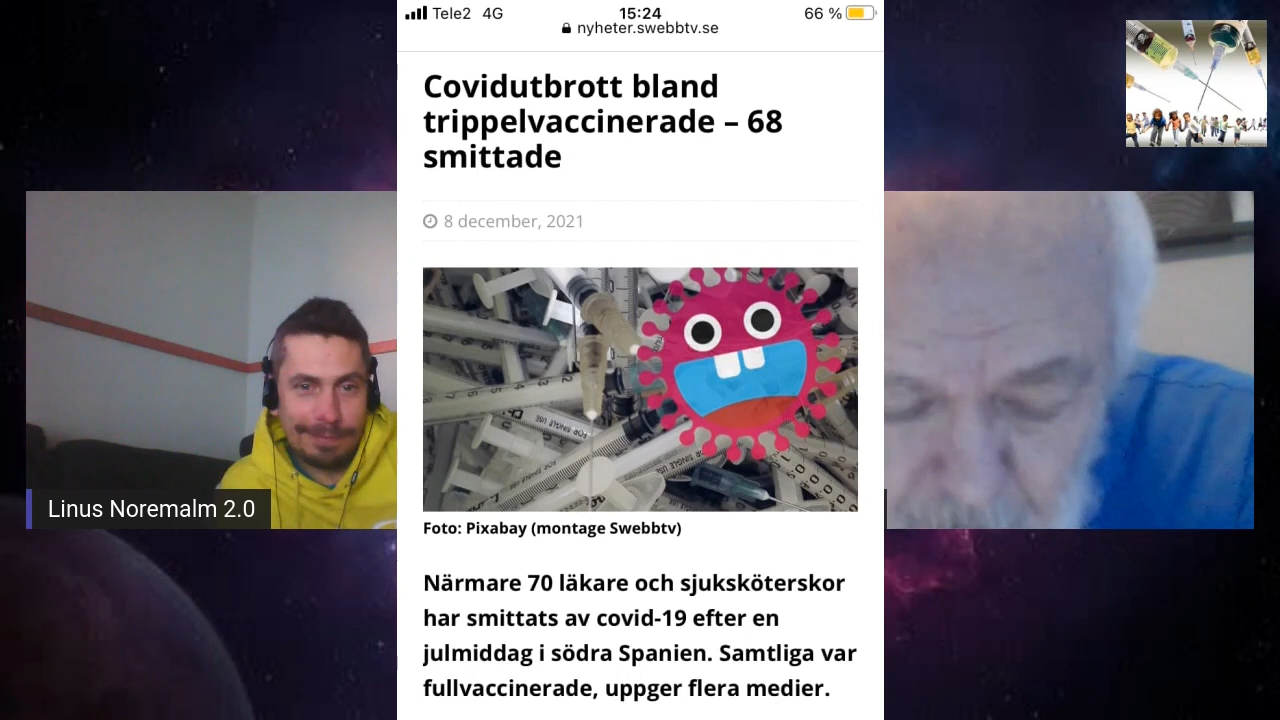 Tele2 4G 15:24 66 %
nyheter.swebbtv.se
Covidutbrott bland
trippelvaccinerade – 68
smittade
8 december, 2021
Foto: Pixabay (montage Swebbtv)
Närmare 70 läkare och sjuksköterskor
har smittats av covid-19 efter en
julmiddag i södra Spanien. Samtliga var
fullvaccinerade, uppger flera medier.
Linus Noremalm 2.0